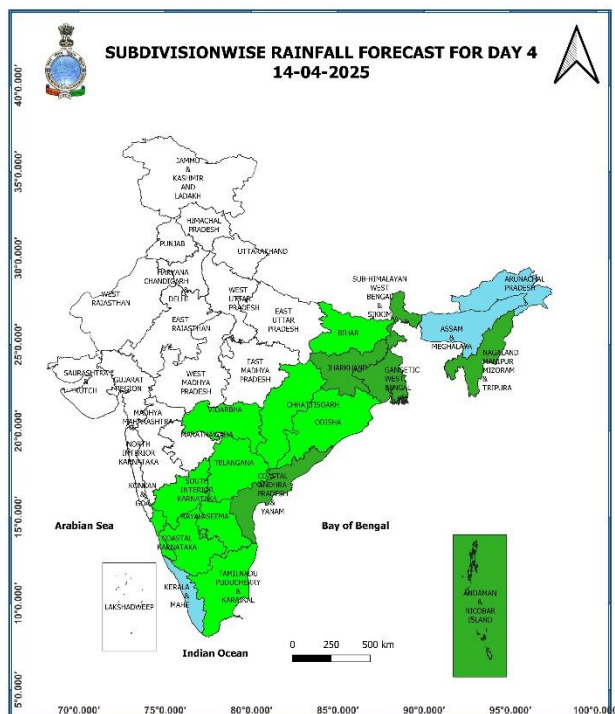 SUBDIVISIONWISE RAINFALL FORECAST FOR DAY 4
14-04-2025
40°0.000'
35°0.000'
30°0.000'
25°0.000'
20°0.000'
15°0.000'
10°0.000'
5°0.000'
JAMMU
&
KASHMIR
AND
LADAKH
HIMACHAL
PRADESH
PUNJAB
UTTARAKHAND
HARYANA
CHANDIGARH
&
DELHI
WEST
RAJASTHAN
WEST
UTTAR
PRADESH
EAST
RAJASTHAN
EAST
UTTAR
PRADESH
SUB-HIMALAYAN
WEST
BENGAL
&
SIKKIM
ARUNACHAL
PRADESH
ASSAM
&
MEGHALAYA
NAGALAND
MANIPUR
MIZORAM
&
TRIPURA
BIHAR
JHARKHAND
GANGETIC
WEST
BENGAL
SAURASHTRA
&
KUTCH
GUJARAT
REGION
WEST
MADHYA
PRADESH
EAST
MADHYA
PRADESH
CHHATTISGARH
ODISHA
VIDARBHA
MADHYA
MAHARASHTRA
MARATHWADA
NORTH
INTERIOR
KARNATAKA
TELANGANA
KONKAN
&
GOA
SOUTH
INTERIOR
KARNATAKA
COASTAL
ANDHRA
PRADESH
&
YANAM
RAYALASEEMA
COASTAL
KARNATAKA
TAMILNADU
PUDUCHERRY
&
KARAIKAL
KERALA
&
MAHE
LAKSHADWEEP
ANDAMAN
&
NICOBAR
ISLAND
Arabian Sea
Bay of Bengal
Indian Ocean
0 250 500 km
70°0.000' 75°0.000' 80°0.000' 85°0.000' 90°0.000' 95°0.000' 100°0.000'